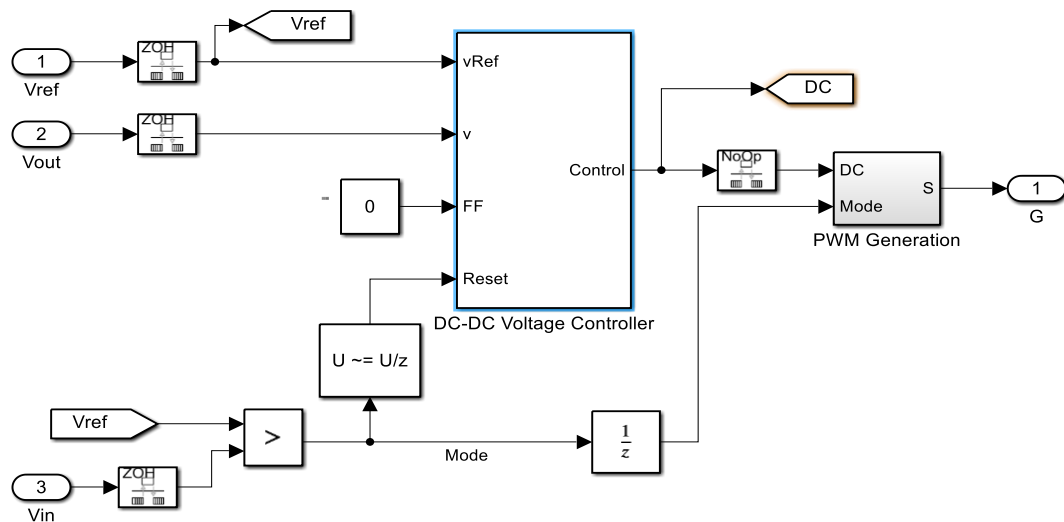 Vref
ZOH
1
vRef
Vref
DC
2
ZOH
v
Vout
Control
NoOp
DC
S
1
0
FF
Mode
G
PWM Generation
Reset
DC-DC Voltage Controller
U ~= U/z
Vref
>
1
z
Mode
3
ZOH
Vin